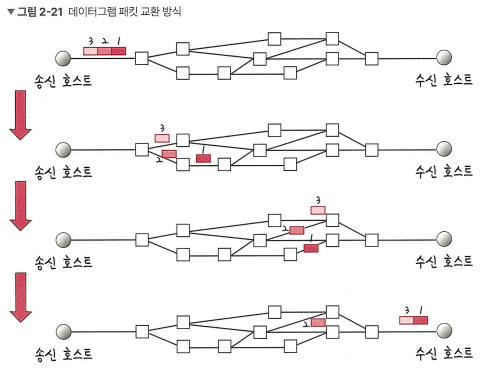 ▼ 그림 2-21 데이터그램 패킷 교환 방식
3 2 1
송신 호스트 수신 호스트
3
2 1
송신 호스트 수신 호스트
3
2
1
송신 호스트 수신 호스트
3 1
2
송신 호스트 수신 호스트